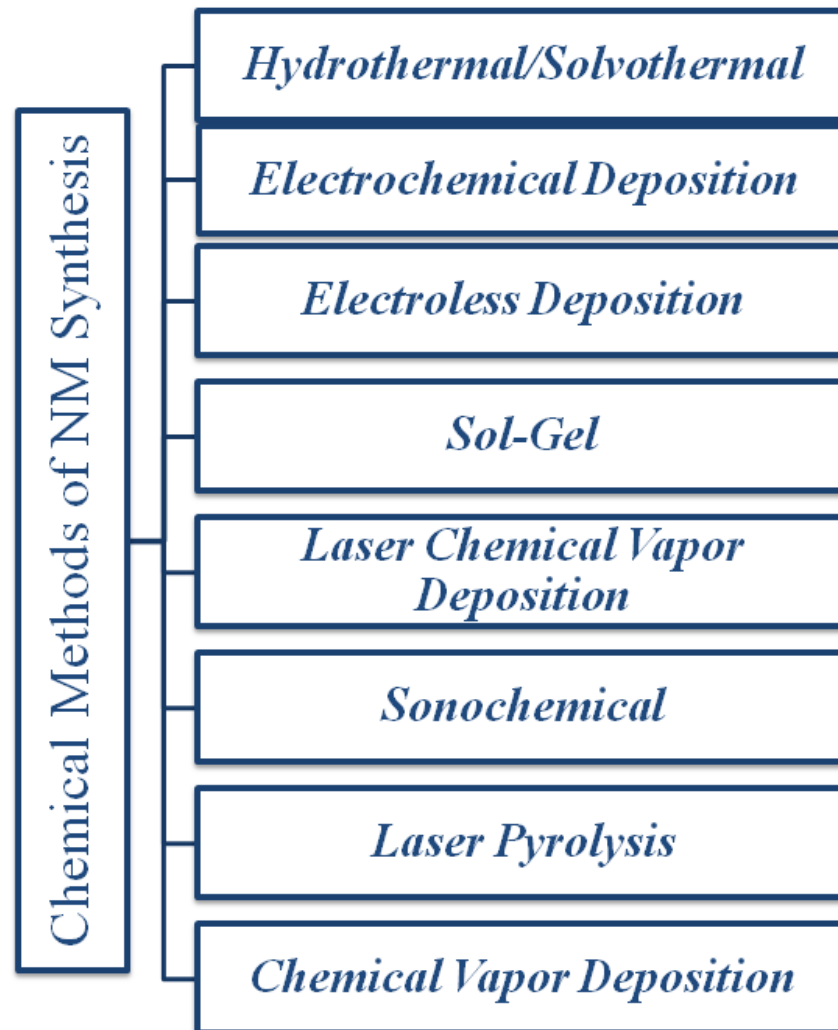 Chemical Methods of NM Synthesis
Hydrothermal/Solvothermal
Electrochemical Deposition
Electroless Deposition
Sol-Gel
Laser Chemical Vapor
Deposition
Sonochemical
Laser Pyrolysis
Chemical Vapor Deposition